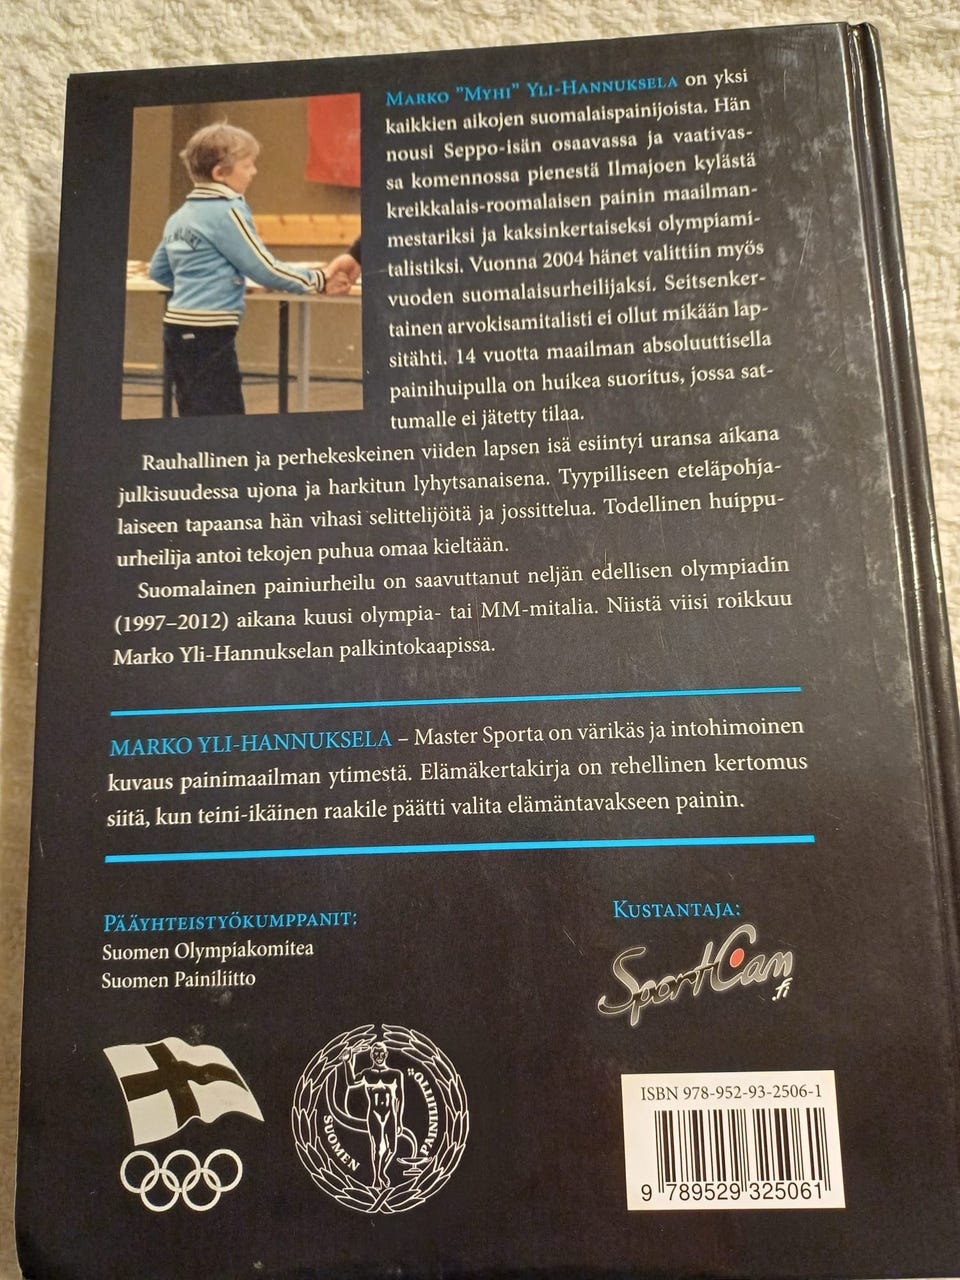 Marko ”Myhi” Yli-Hannuksela on yksi
kaikkien aikojen suomalaispainijoista. Hän
nousi Seppo-isän osaavassa ja vaativas-
sa komennossa pienestä Ilmajoen kylästä
kreikkalais-roomalaisen painin maailman-
mestariksi ja kaksinkertaiseksi olympiami-
talistiksi. Vuonna 2004 hänet valittiin myös
vuoden suomalaisurheilijaksi. Seitsenker-
tainen arvokisamitalisti ei ollut mikään lap-
sitähti. 14 vuotta maailman absoluuttisella
painihuipulla on huikea suoritus, jossa sat-
tumalle ei jätetty tilaa.
Rauhallinen ja perhekeskeinen viiden lapsen isä esiintyi uransa aikana
julkisuudessa ujona ja harkitun lyhytsanaisena. Tyypilliseen eteläpohja-
laiseen tapaansa hän vihasi selittelijöitä ja jossittelua. Todellinen huippu-
urheilija antoi tekojen puhua omaa kieltään.
Suomalainen painiurheilu on saavuttanut neljän edellisen olympiadin
(1997–2012) aikana kuusi olympia- tai MM-mitalia. Niistä viisi roikkuu
Marko Yli-Hannukselan palkintokaapissa.
MARKO YLI-HANNUKSELA – Master Sporta on värikäs ja intohimoinen
kuvaus painimaailman ytimestä. Elämäkertakirja on rehellinen kertomus
siitä, kun teini-ikäinen raakile päätti valita elämäntavakseen painin.
Pääyhteistyökumppanit:
Suomen Olympiakomitea
Suomen Painiliitto
Kustantaja:
SportCam
.fi
SUOMEN PAINILIITTO
ISBN 978-952-93-2506-1
9 789529 325061